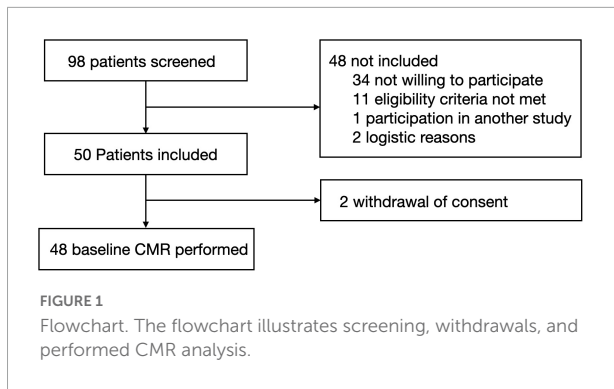 98 patients screened
48 not included
34 not willing to participate
11 eligibility criteria not met
1 participation in another study
2 logistic reasons
50 Patients included
2 withdrawal of consent
48 baseline CMR performed
FIGURE 1
Flowchart. The flowchart illustrates screening, withdrawals, and
performed CMR analysis.